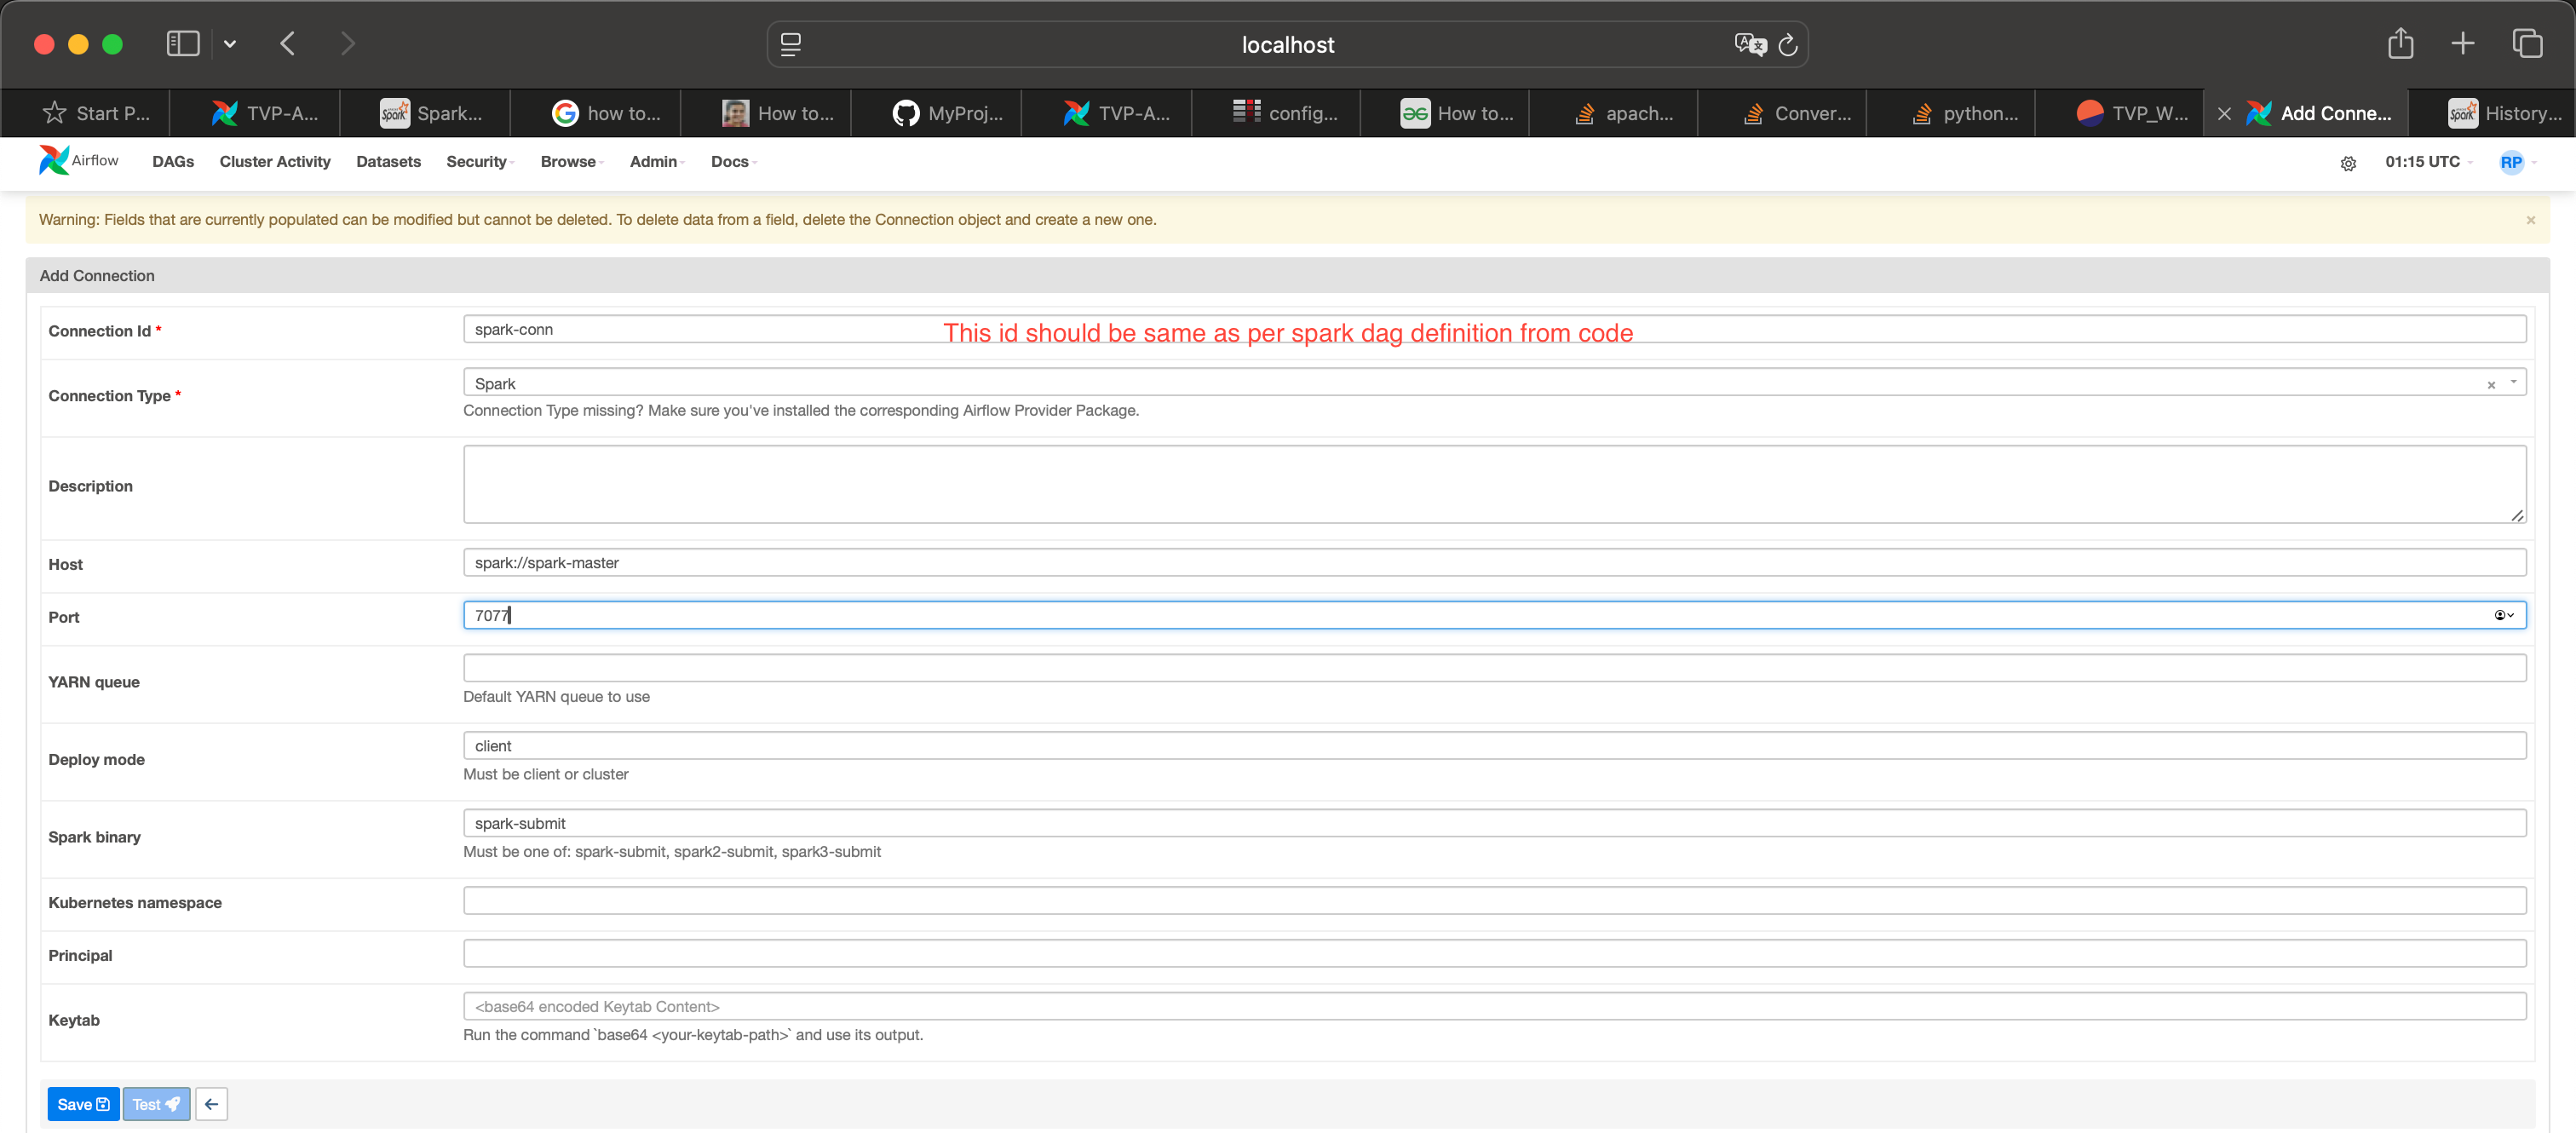 localhost
Start P...
TVP-A...
Spark...
how to...
How to...
MyProj...
TVP-A...
config...
How to...
apach...
Conver...
python...
TVP_W...
Add Conne...
History...
Airflow DAGs Cluster Activity Datasets Security Browse Admin Docs 01:15 UTC RP
Warning: Fields that are currently populated can be modified but cannot be deleted. To delete data from a field, delete the Connection object and create a new one. ×
Add Connection
Connection Id * spark-conn This id should be same as per spark dag definition from code
Connection Type * Spark ×
Connection Type missing? Make sure you've installed the corresponding Airflow Provider Package.
Description
Host spark://spark-master
Port 7077
YARN queue
Default YARN queue to use
Deploy mode client
Must be client or cluster
Spark binary spark-submit
Must be one of: spark-submit, spark2-submit, spark3-submit
Kubernetes namespace
Principal
Keytab <base64 encoded Keytab Content>
Run the command `base64 <your-keytab-path>` and use its output.
Save Test